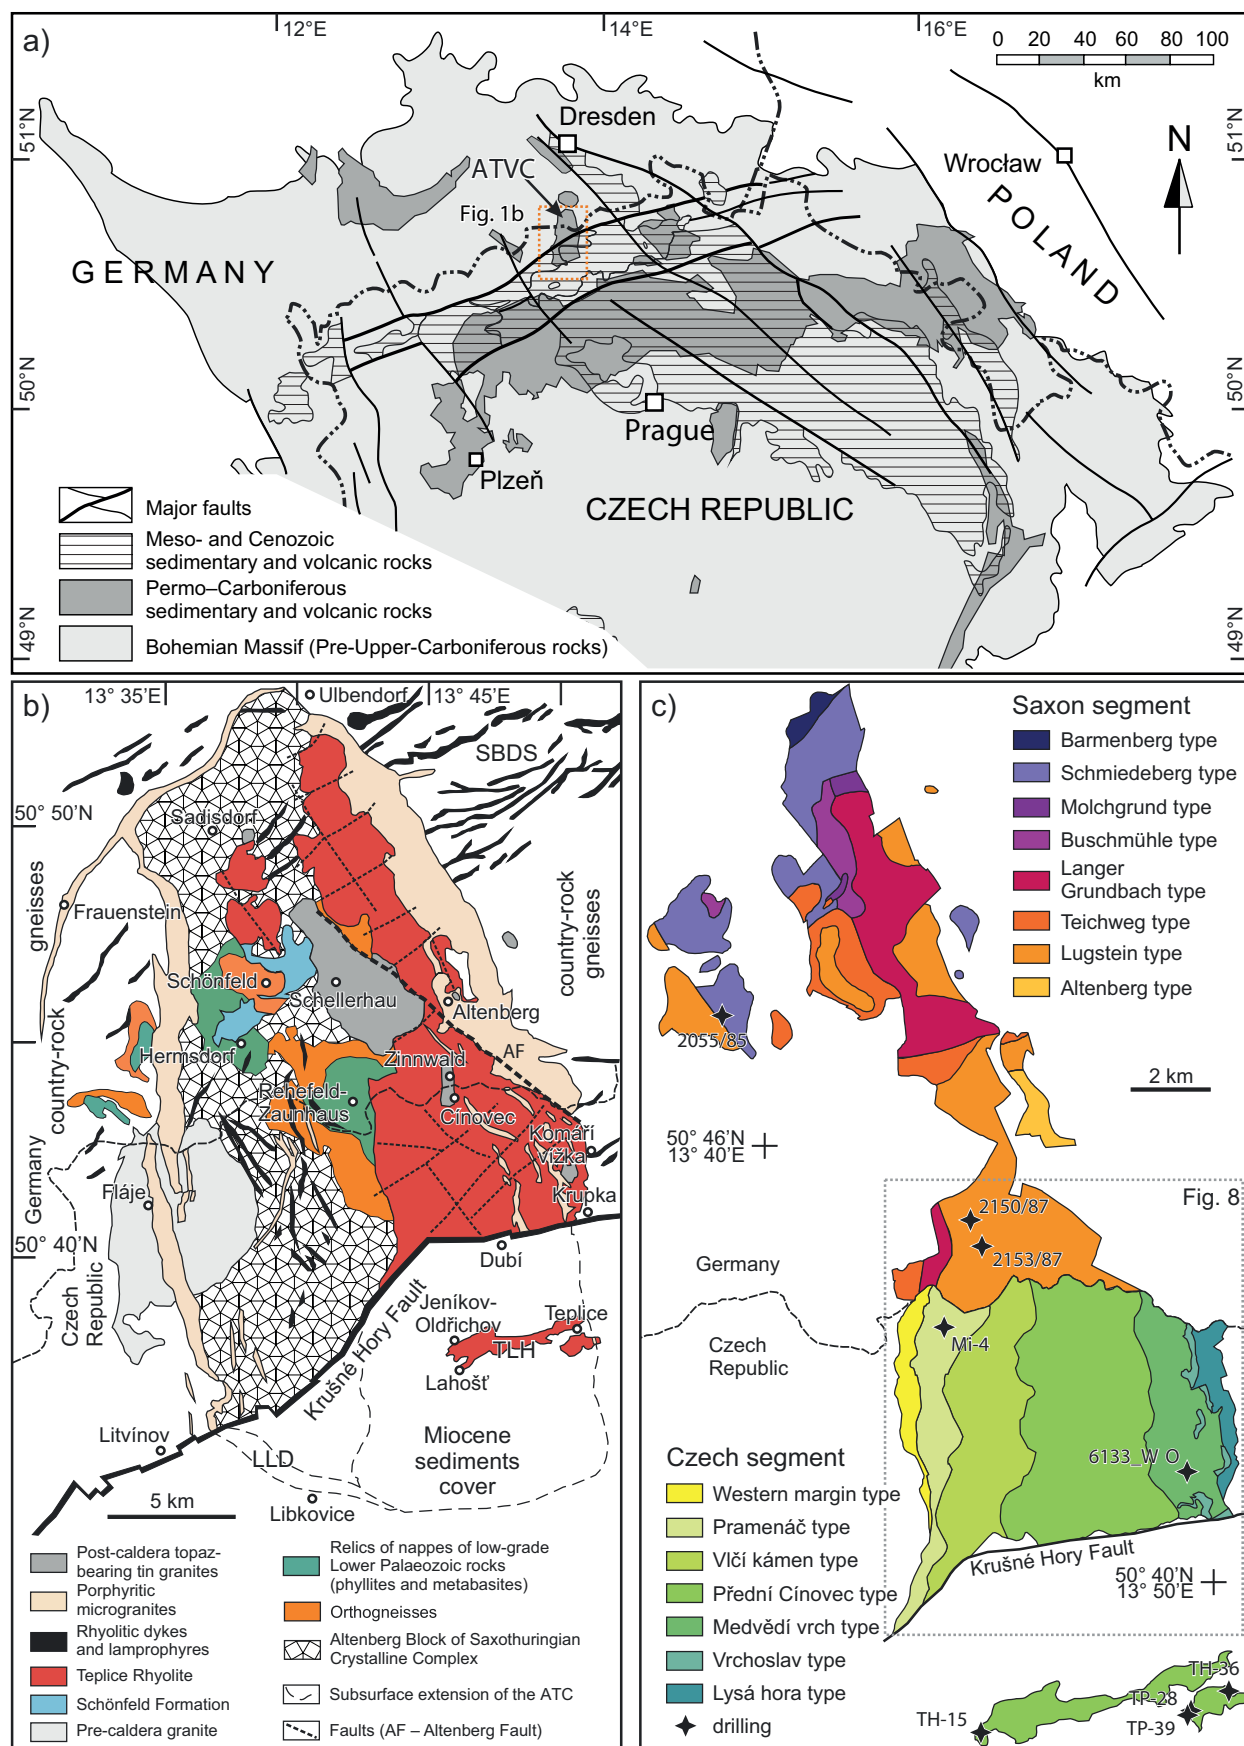 a)
12°E
14°E
16°E
0 20 40 60 80 100
km
51°N
51°N
50°N
50°N
49°N
49°N
N
Dresden
ATVC
Fig. 1b
Wrocław
POLAND
GERMANY
Prague
Plzeň
CZECH REPUBLIC
Major faults
Meso- and Cenozoic
sedimentary and volcanic rocks
Permo–Carboniferous
sedimentary and volcanic rocks
Bohemian Massif (Pre-Upper-Carboniferous rocks)
b)
13° 35’E
13° 45’E
Ulbendorf
SBDS
50° 50’N
Sadisdorf
gneisses
country-rock
Frauenstein
country-rock
gneisses
Schönfeld
Schellerhau
Altenberg
Hermsdorf
Zinnwald
AF
Rehefeld-
Zaunhaus
Cínovec
Komáří
Vížka
Germany
Fláje
Krupka
50° 40’N
Dubí
Czech
Republic
Jeníkov-
Oldřichov
Teplice
TLH
Lahošť
Krušné Hory Fault
Litvínov
LLD
Miocene
sediments
cover
5 km
Libkovice
Post-caldera topaz-
bearing tin granites
Porphyritic
microgranites
Rhyolitic dykes
and lamprophyres
Teplice Rhyolite
Schönfeld Formation
Pre-caldera granite
Relics of nappes of low-grade
Lower Palaeozoic rocks
(phyllites and metabasites)
Orthogneisses
Altenberg Block of Saxothuringian
Crystalline Complex
Subsurface extension of the ATC
Faults (AF – Altenberg Fault)
c)
Saxon segment
Barmenberg type
Schmiedeberg type
Molchgrund type
Buschmühle type
Langer
Grundbach type
Teichweg type
Lugstein type
Altenberg type
2055/85
2 km
50° 46’N
13° 40’E
Fig. 8
2150/87
2153/87
Germany
Czech
Republic
Mi-4
6133_W O
Krušné Hory Fault
50° 40’N
13° 50’E
Czech segment
Western margin type
Pramenáč type
Vlčí kámen type
Přední Cínovec type
Medvědí vrch type
Vrchoslav type
Lysá hora type
drilling
TH-36
TP-28
TH-15
TP-39